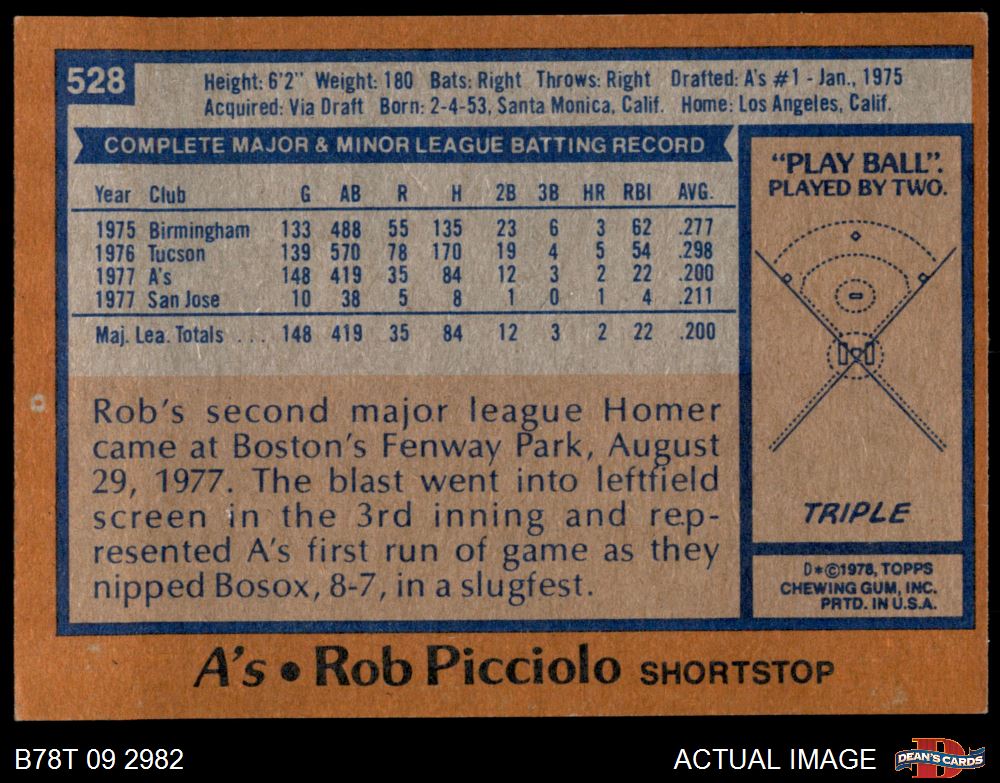 528
Height: 6'2" Weight: 180 Bats: Right Throws: Right Drafted: A's #1 - Jan., 1975
Acquired: Via Draft Born: 2-4-53, Santa Monica, Calif. Home: Los Angeles, Calif.
COMPLETE MAJOR & MINOR LEAGUE BATTING RECORD
Year Club G AB R H 2B 3B HR RBI AVG.
1975 Birmingham 133 488 55 135 23 6 3 62 .277
1976 Tucson 139 570 78 170 19 4 5 54 .298
1977 A's 148 419 35 84 12 3 2 22 .200
1977 San Jose 10 38 5 8 1 0 1 4 .211
Maj. Lea. Totals . . . 148 419 35 84 12 3 2 22 .200
Rob's second major league Homer
came at Boston's Fenway Park, August
29, 1977. The blast went into leftfield
screen in the 3rd inning and rep-
resented A's first run of game as they
nipped Bosox, 8-7, in a slugfest.
"PLAY BALL".
PLAYED BY TWO.
TRIPLE
D*©1978, TOPPS
CHEWING GUM, INC.
PRTD. IN U.S.A.
A's • Rob Picciolo SHORTSTOP
B78T 09 2982
ACTUAL IMAGE
D
DEAN'S CARDS